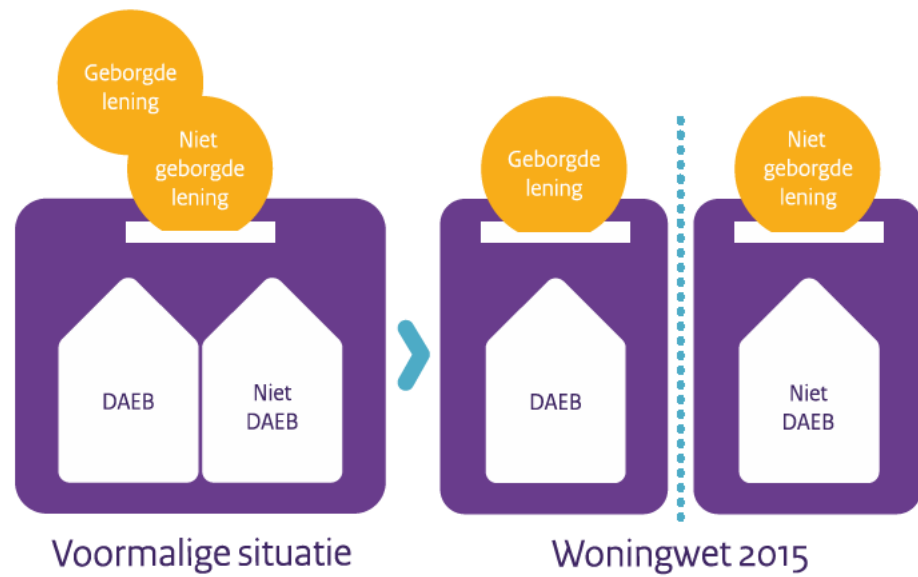 Geborgde
lening
Niet
geborgde
lening
DAEB
Niet
DAEB
Voormalige situatie
Geborgde
lening
DAEB
Niet
geborgde
lening
Niet
DAEB
Woningwet 2015